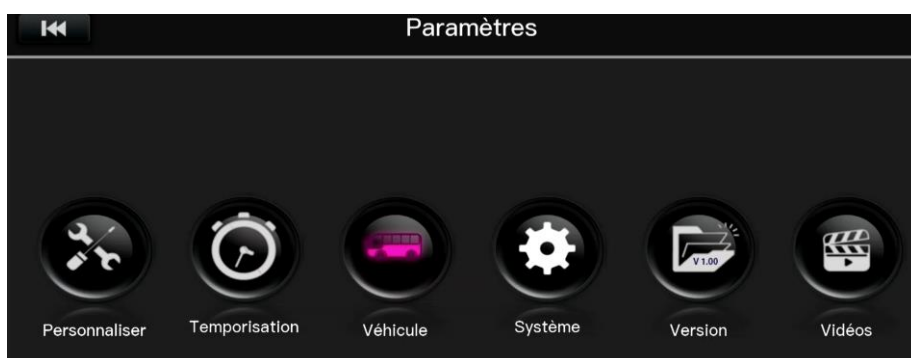 Paramètres
V 1.00
Personnaliser Temporisation Véhicule Système Version Vidéos